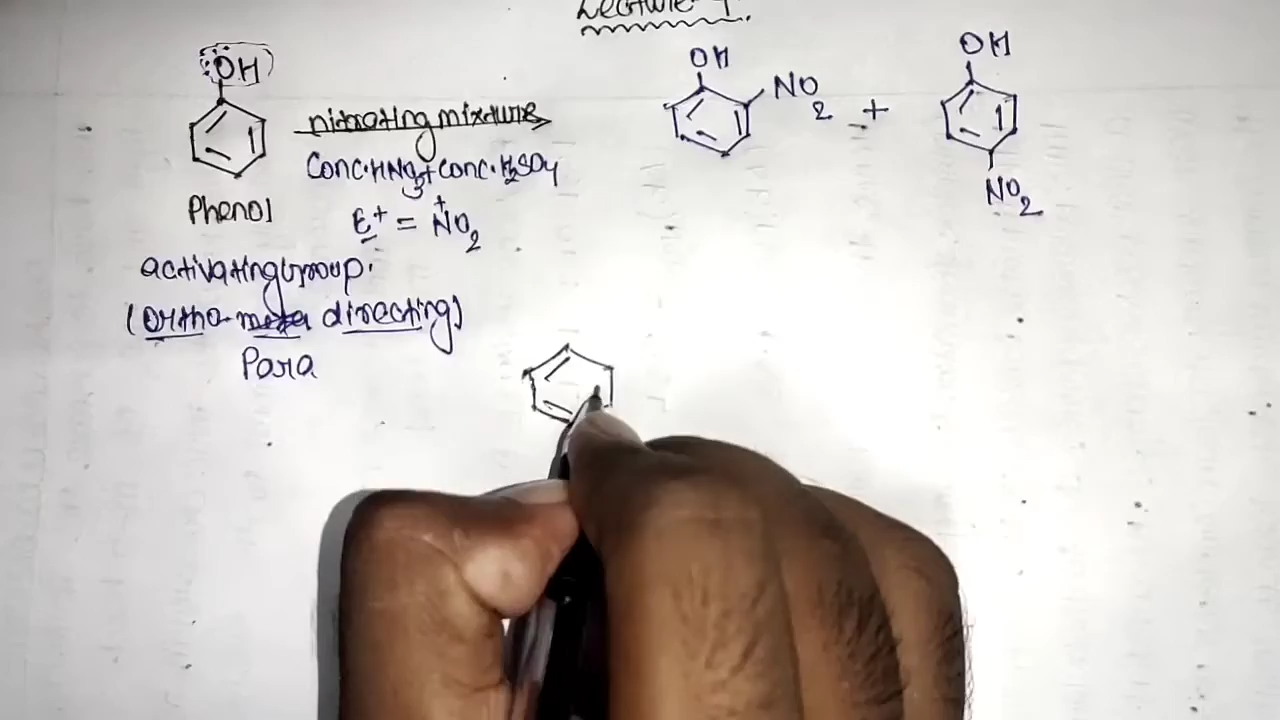 Lecture-1
OH
nitrating mixture
Conc.HNO3+Conc.H2SO4
E+ = +NO2
Phenol
activating group.
(Ortho-meta directing)
Para
OH
NO2
+
OH
NO2